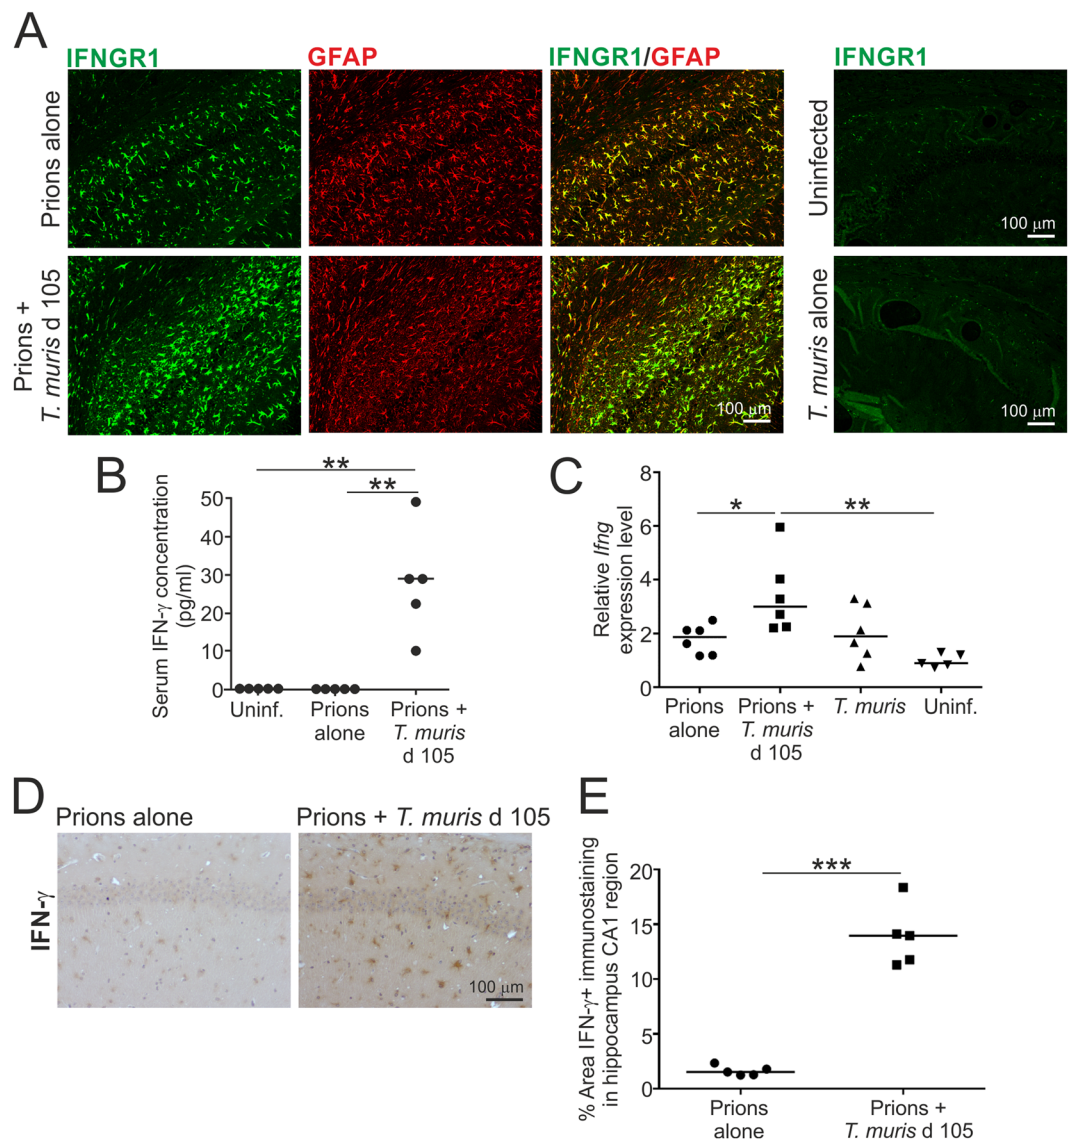 A
IFNGR1
GFAP
IFNGR1/GFAP
IFNGR1
Prions alone
Uninfected
100 µm
Prions +
T. muris d 105
100 µm
T. muris alone
100 µm
B
**
**
Serum IFN-γ concentration
(pg/ml)
50
40
30
20
10
0
Uninf.
Prions
alone
Prions +
T. muris
d 105
C
*
**
Relative Ifng
expression level
8
6
4
2
0
Prions
alone
Prions +
T. muris
d 105
T. muris
Uninf.
D
Prions alone
Prions + T. muris d 105
IFN-γ
100 µm
E
***
% Area IFN-γ+ immunostaining
in hippocampus CA1 region
20
15
10
5
0
Prions
alone
Prions +
T. muris d 105